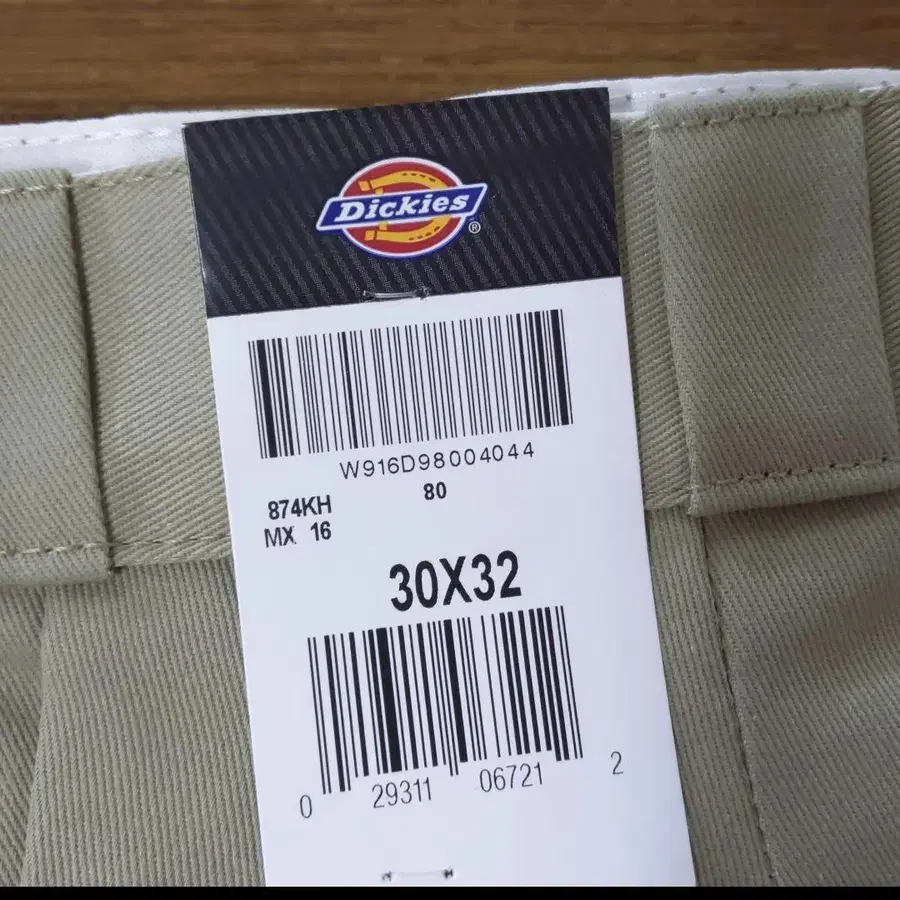 Dickies®
W916D98004044
874KH 80
MX 16
30X32
0 29311 06721 2